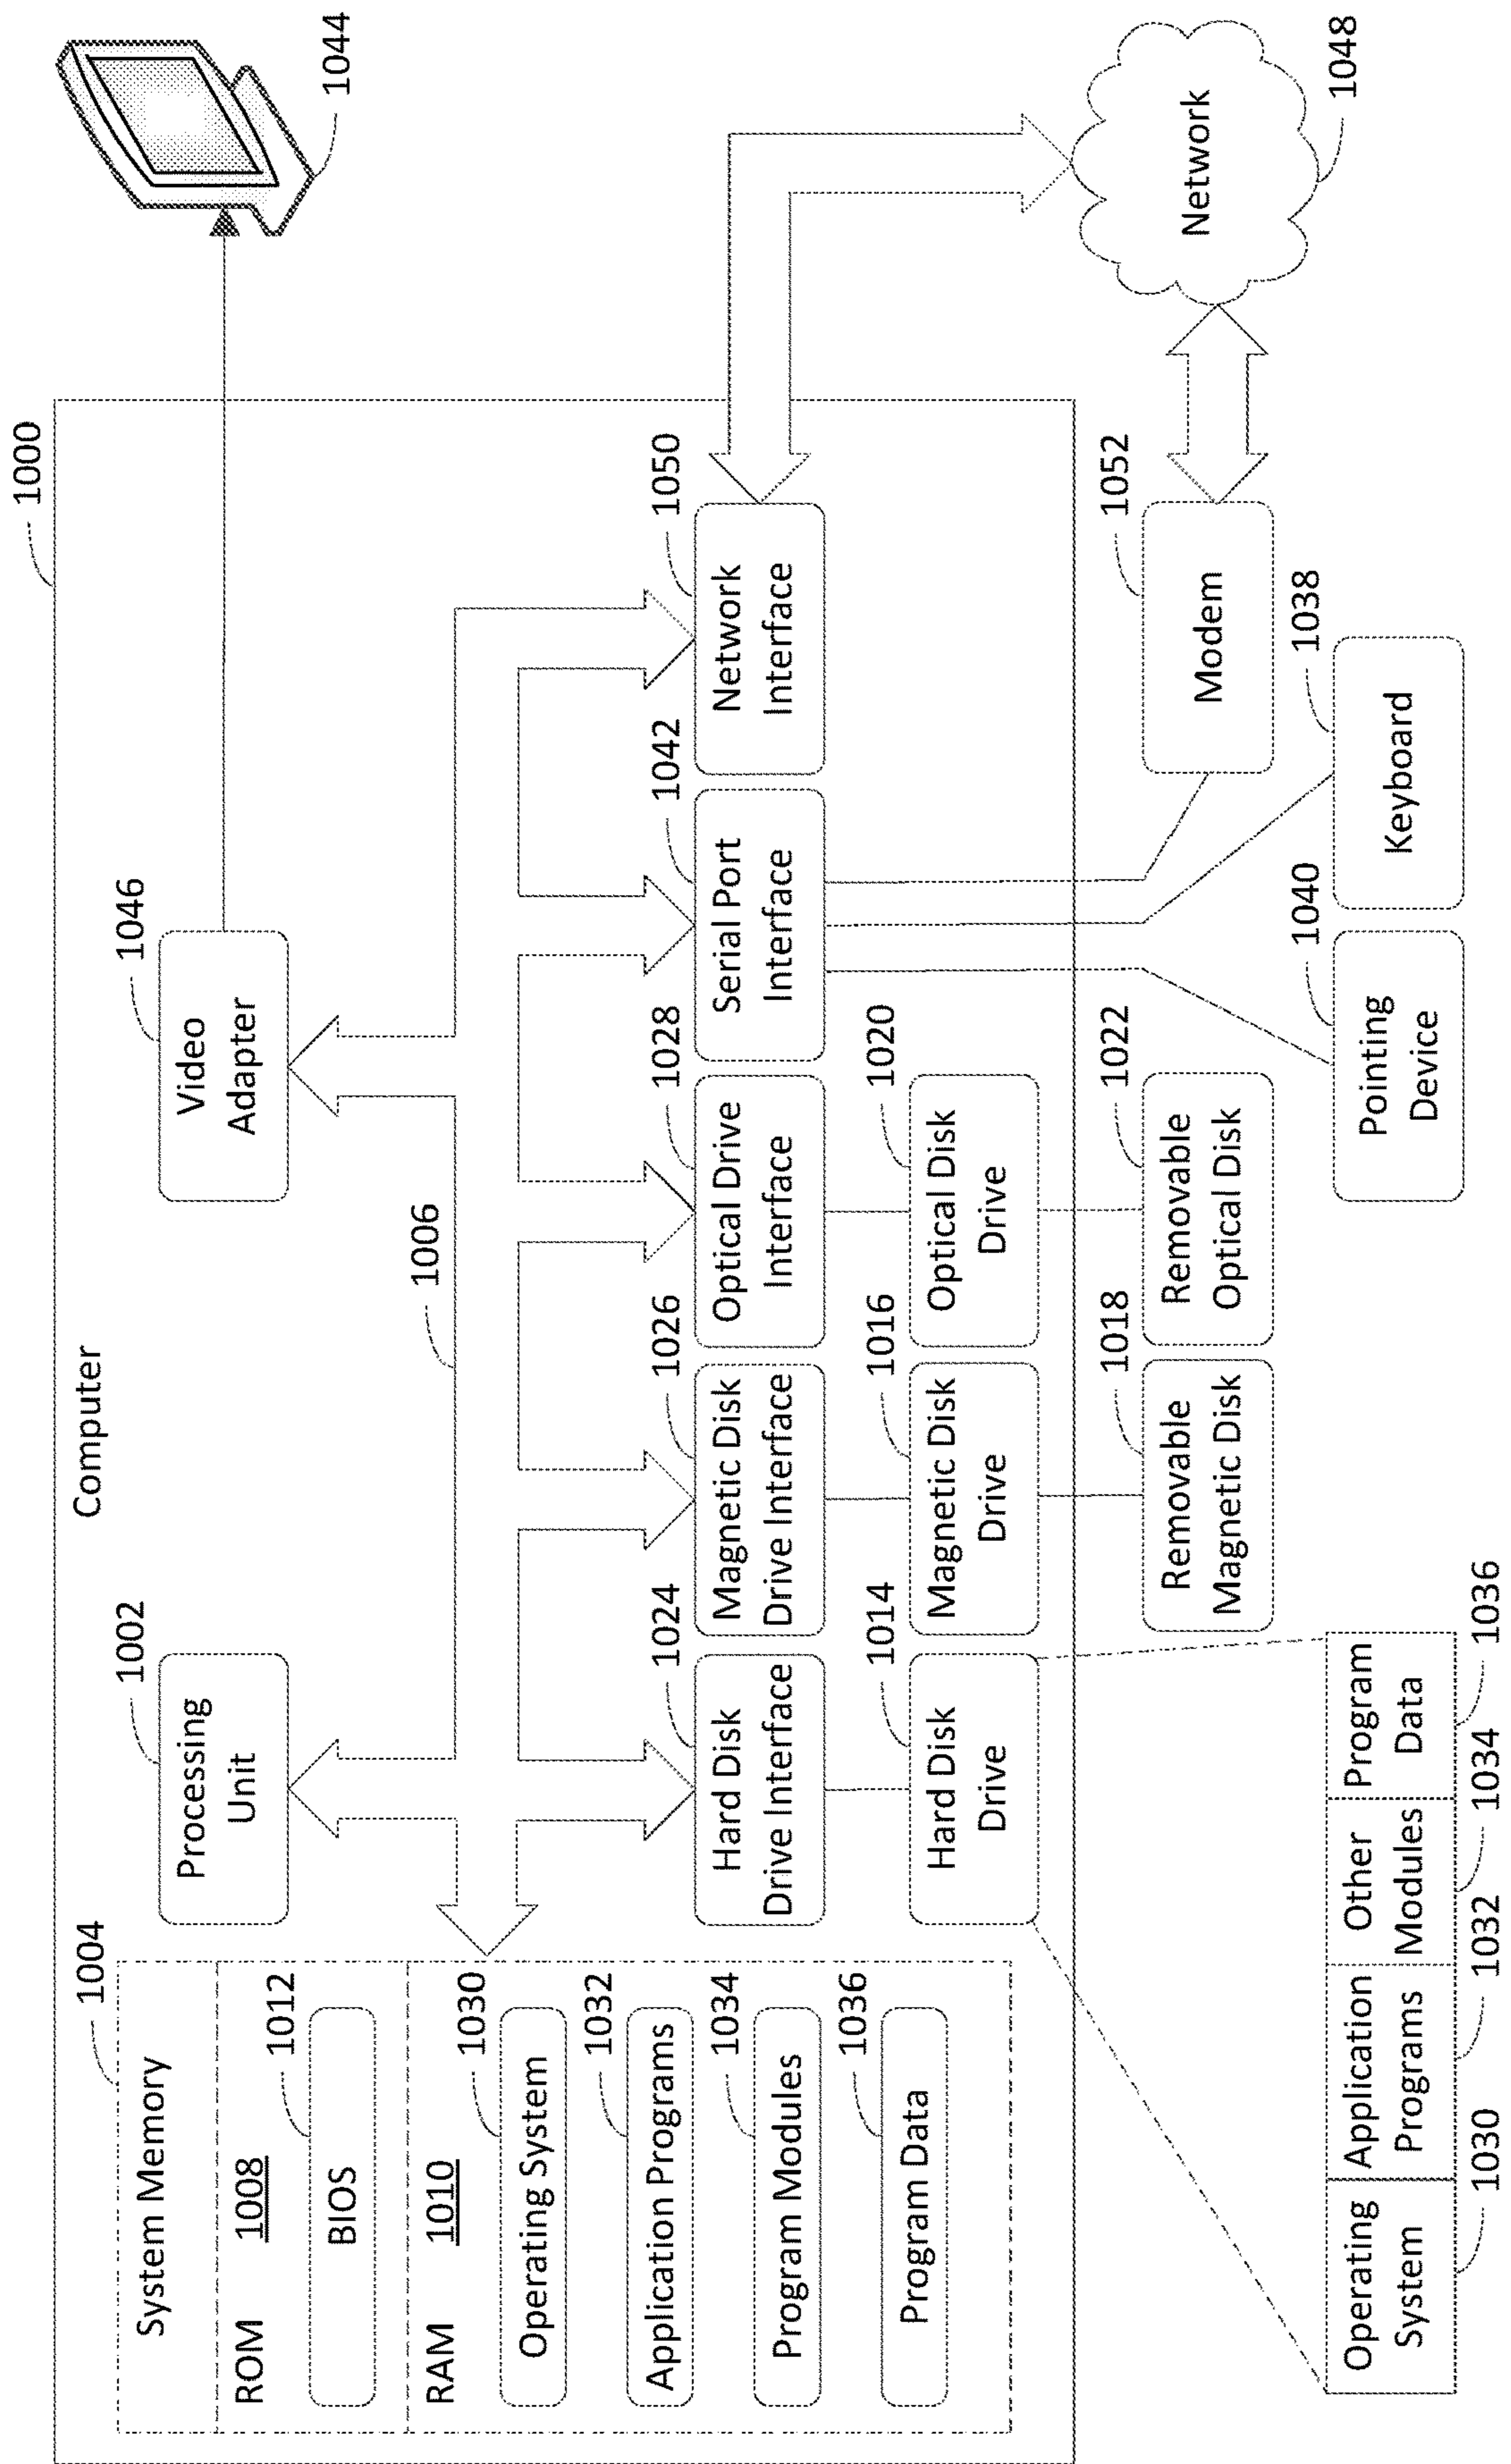 1000
Computer
1044
System Memory
1004
Processing
Unit
1002
Video
Adapter
1046
ROM
1008
1012
BIOS
1006
RAM
1010
1030
Operating System
1032
Application Programs
1034
Program Modules
1036
Program Data
1024
Hard Disk
Drive Interface
1026
Magnetic Disk
Drive Interface
1028
Optical Drive
Interface
1042
Serial Port
Interface
1050
Network
Interface
1014
Hard Disk
Drive
1016
Magnetic Disk
Drive
1020
Optical Disk
Drive
1018
Removable
Magnetic Disk
1022
Removable
Optical Disk
1052
Modem
Network
1048
Operating
System
1030
Application
Programs
1032
Other
Modules
1034
Program
Data
1036
1040
Pointing
Device
1038
Keyboard